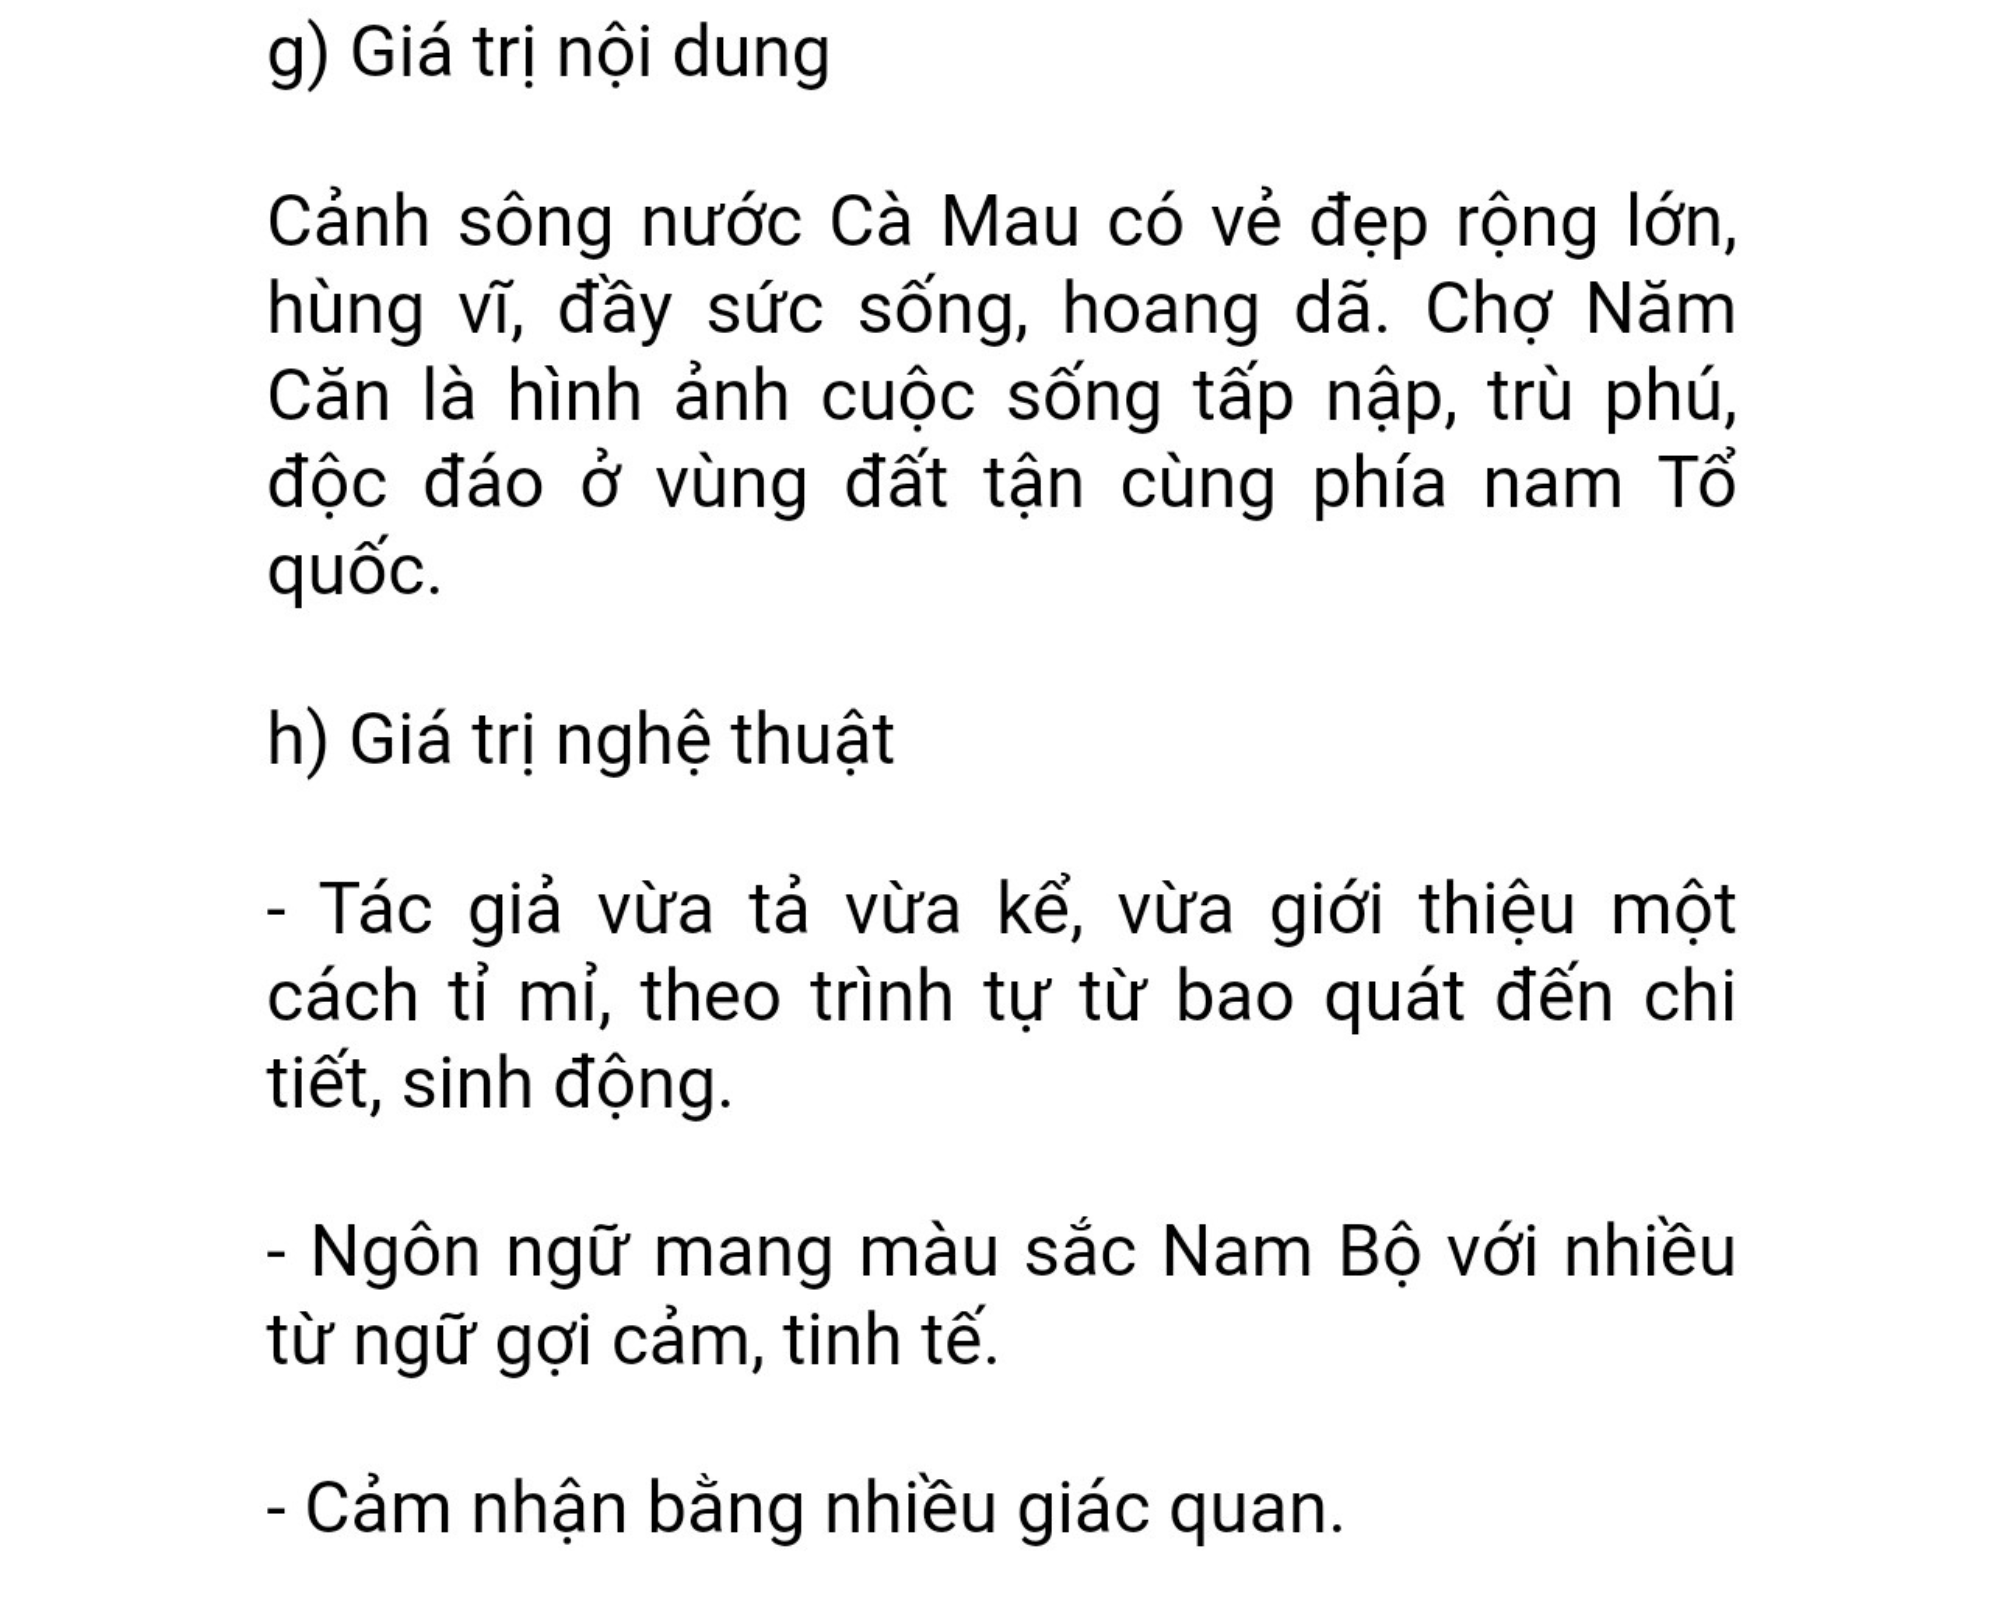 g) Giá trị nội dung
Cảnh sông nước Cà Mau có vẻ đẹp rộng lớn,
hùng vĩ, đầy sức sống, hoang dã. Chợ Năm
Căn là hình ảnh cuộc sống tấp nập, trù phú,
độc đáo ở vùng đất tận cùng phía nam Tổ
quốc.
h) Giá trị nghệ thuật
- Tác giả vừa tả vừa kể, vừa giới thiệu một
cách tỉ mỉ, theo trình tự từ bao quát đến chi
tiết, sinh động.
- Ngôn ngữ mang màu sắc Nam Bộ với nhiều
từ ngữ gợi cảm, tinh tế.
- Cảm nhận bằng nhiều giác quan.